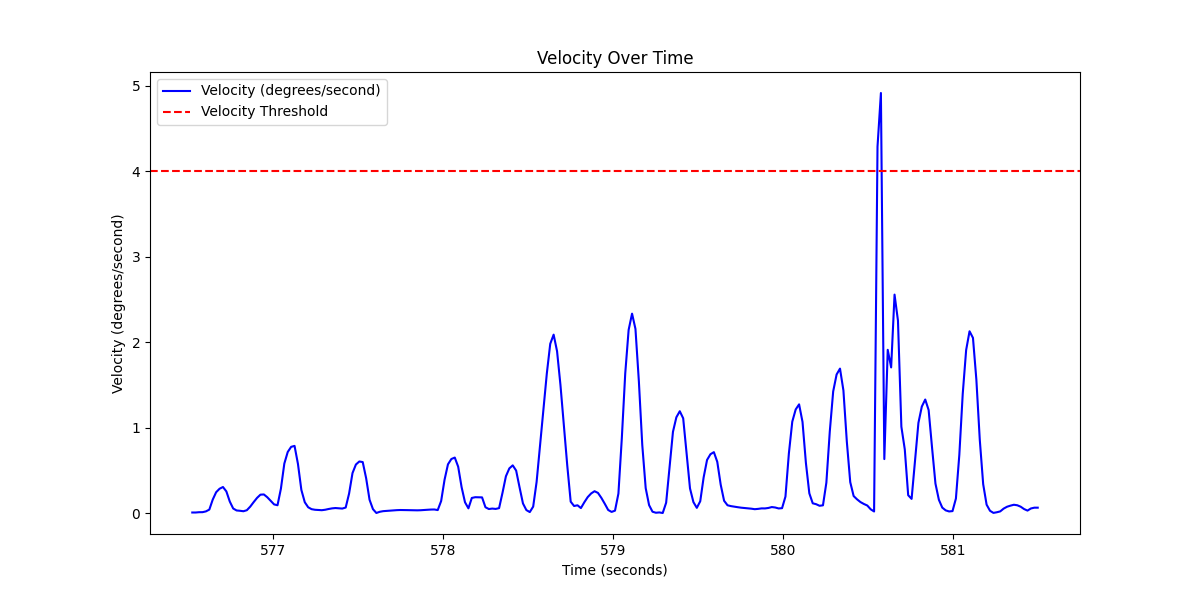 Velocity Over Time
Velocity (degrees/second)
Velocity Threshold
5
4
3
2
1
0
Velocity (degrees/second)
577 578 579 580 581
Time (seconds)